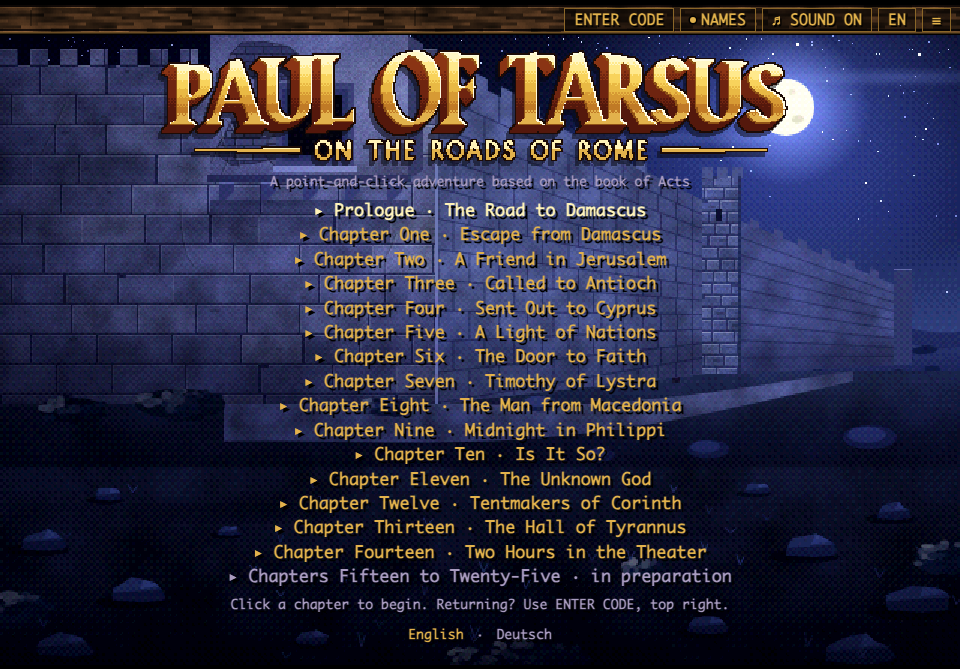 ENTER CODE
• NAMES
♬ SOUND ON
EN
≡
PAUL OF TARSUS
ON THE ROADS OF ROME
A point-and-click adventure based on the book of Acts
▸ Prologue · The Road to Damascus
▸ Chapter One · Escape from Damascus
▸ Chapter Two · A Friend in Jerusalem
▸ Chapter Three · Called to Antioch
▸ Chapter Four · Sent Out to Cyprus
▸ Chapter Five · A Light of Nations
▸ Chapter Six · The Door to Faith
▸ Chapter Seven · Timothy of Lystra
▸ Chapter Eight · The Man from Macedonia
▸ Chapter Nine · Midnight in Philippi
▸ Chapter Ten · Is It So?
▸ Chapter Eleven · The Unknown God
▸ Chapter Twelve · Tentmakers of Corinth
▸ Chapter Thirteen · The Hall of Tyrannus
▸ Chapter Fourteen · Two Hours in the Theater
▸ Chapters Fifteen to Twenty-Five · in preparation
Click a chapter to begin. Returning? Use ENTER CODE, top right.
English · Deutsch